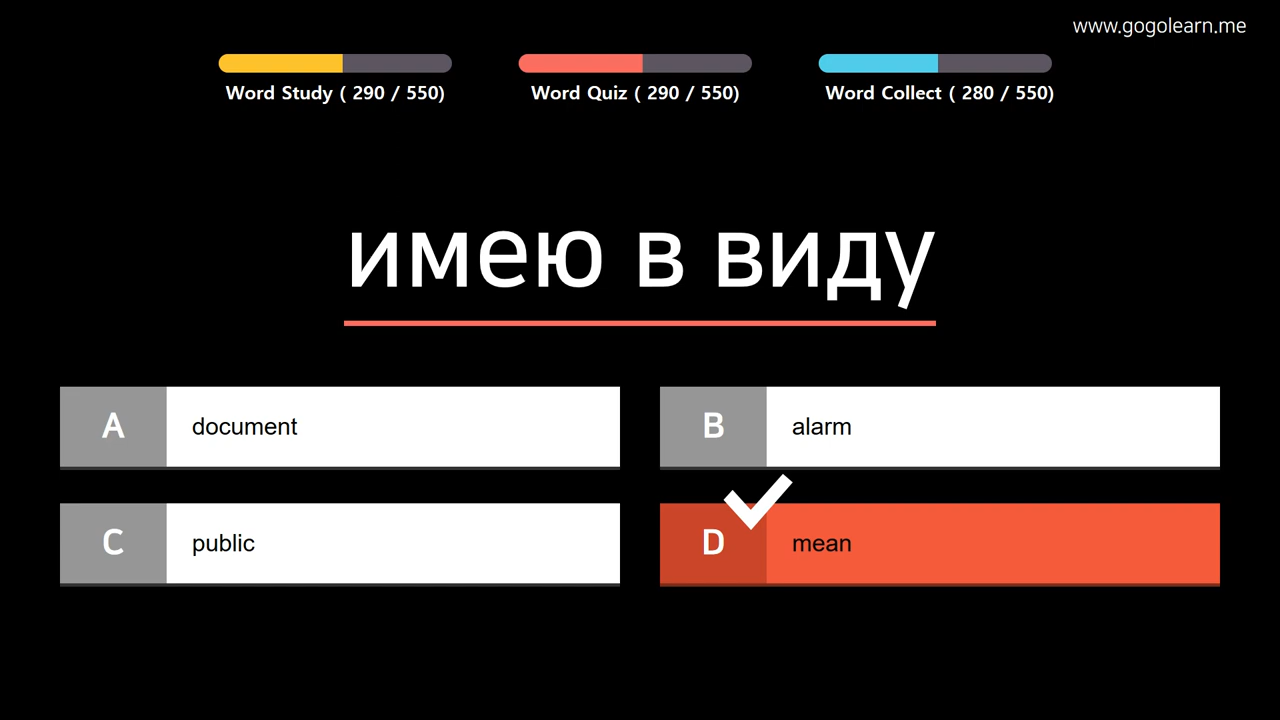 www.gogolearn.me
Word Study ( 290 / 550)
Word Quiz ( 290 / 550)
Word Collect ( 280 / 550)
имею в виду
A document
B alarm
C public
D mean